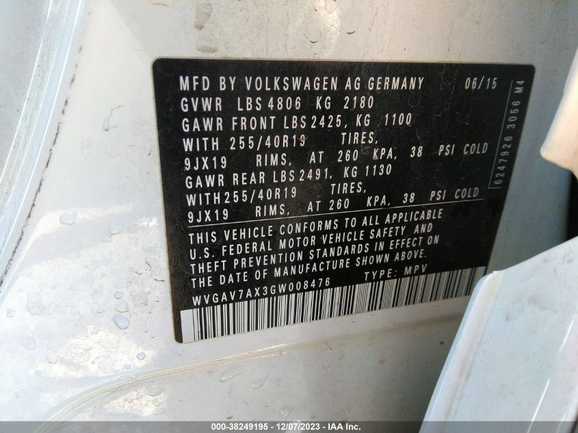 MFD BY VOLKSWAGEN AG GERMANY 06/15
GVWR LBS 4806 KG 2180
GAWR FRONT LBS 2425, KG 1100
WITH 255/40R19 TIRES,
9JX19 RIMS, AT 260 KPA, 38 PSI COLD
GAWR REAR LBS 2491, KG 1130
WITH 255/40R19 TIRES,
9JX19 RIMS, AT 260 KPA, 38 PSI COLD
THIS VEHICLE CONFORMS TO ALL APPLICABLE
U.S. FEDERAL MOTOR VEHICLE SAFETY AND
THEFT PREVENTION STANDARDS IN EFFECT ON
THE DATE OF MANUFACTURE SHOWN ABOVE.
WVGAV7AX3GW008476 TYPE: MPV
6247926 3056 M4
000-38249195 - 12/07/2023 - IAA Inc.